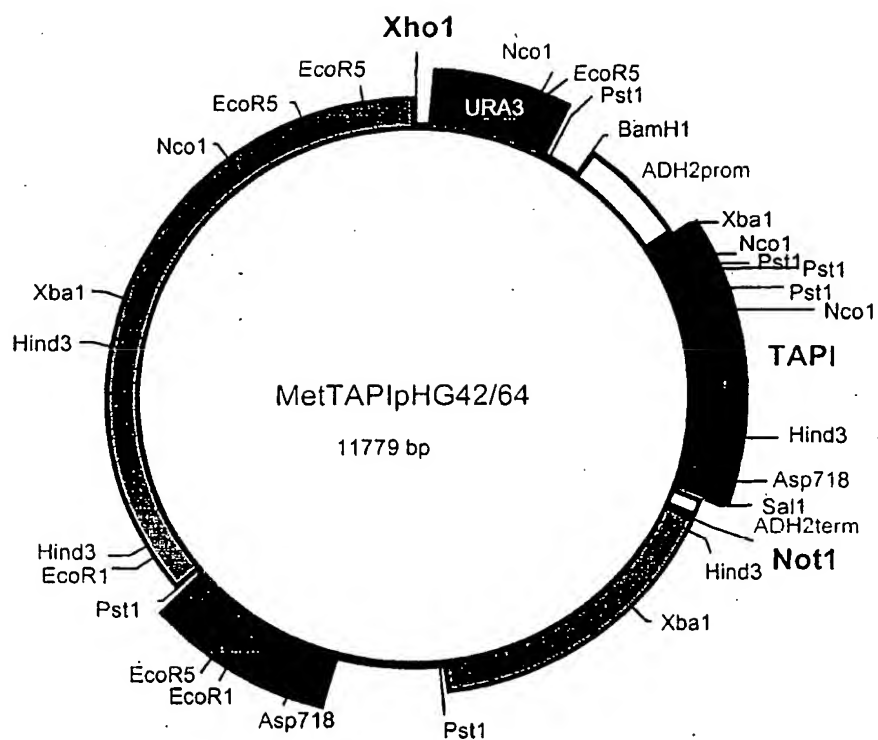 Xho1
Nco1
EcoR5
URA3
Pst1
BamH1
ADH2prom
Xba1
Nco1
Pst1
Pst1
Pst1
Nco1
TAPI
Hind3
Asp718
Sal1
ADH2term
Not1
Hind3
Xba1
Pst1
Asp718
EcoR1
EcoR5
Pst1
EcoR1
Hind3
Hind3
Xba1
Nco1
EcoR5
EcoR5
MetTAPIpHG42/64
11779 bp